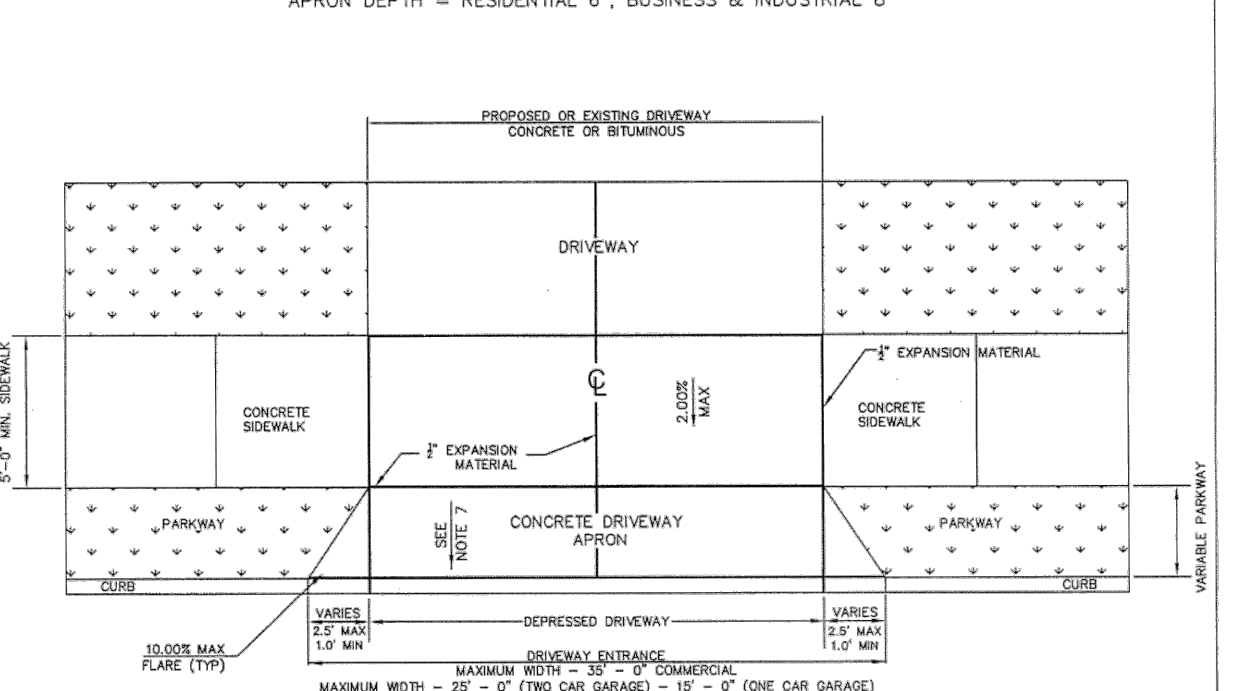 APRON DEPTH = RESIDENTIAL 6", BUSINESS & INDUSTRIAL 8"
PROPOSED OR EXISTING DRIVEWAY
CONCRETE OR BITUMINOUS
DRIVEWAY
5'-0" MIN. SIDEWALK
CONCRETE
SIDEWALK
½" EXPANSION
MATERIAL
℄
2.00%
MAX
½" EXPANSION MATERIAL
CONCRETE
SIDEWALK
PARKWAY
SEE
NOTE 7
CONCRETE DRIVEWAY
APRON
PARKWAY
VARIABLE PARKWAY
CURB
CURB
VARIES
2.5' MAX
1.0' MIN
DEPRESSED DRIVEWAY
VARIES
2.5' MAX
1.0' MIN
10.00% MAX
FLARE (TYP)
DRIVEWAY ENTRANCE
MAXIMUM WIDTH - 35' - 0" COMMERCIAL
MAXIMUM WIDTH - 25' - 0" (TWO CAR GARAGE) - 15' - 0" (ONE CAR GARAGE)